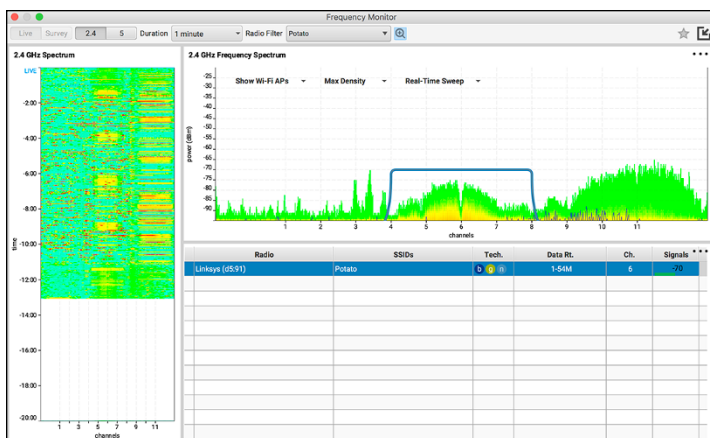 Frequency Monitor
Live Survey 2.4 5 Duration 1 minute Radio Filter Potato
2.4 GHz Spectrum
LIVE
-2.00
-4.00
-6.00
-8.00
-10.00
-12.00
-14.00
-16.00
-18.00
-20.00
time
1 3 5 7 9 11
channels
2.4 GHz Frequency Spectrum
Show Wi-Fi APs Max Density Real-Time Sweep
-25
-30
-35
-40
-45
-50
-55
-60
-65
-70
-75
-80
-85
-90
power (dBm)
1 2 3 4 5 6 7 8 9 10 11
channels
Radio SSIDs Tech. Data Rt. Ch. Signals
Linksys (d5:91) Potato b g n 1-54M 6 -70